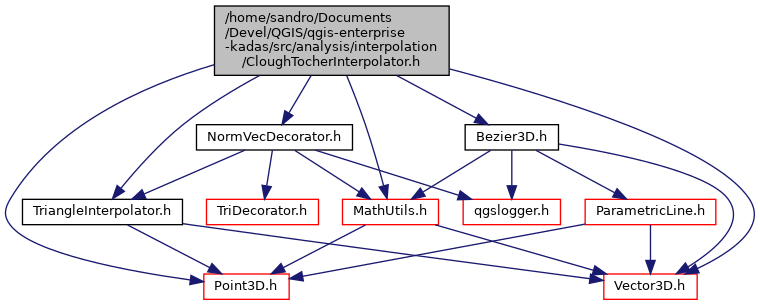 /home/sandro/Documents
/Devel/QGIS/qgis-enterprise
-kadas/src/analysis/interpolation
/CloughTocherInterpolator.h
NormVecDecorator.h
Bezier3D.h
TriangleInterpolator.h
TriDecorator.h
MathUtils.h
qgslogger.h
ParametricLine.h
Point3D.h
Vector3D.h